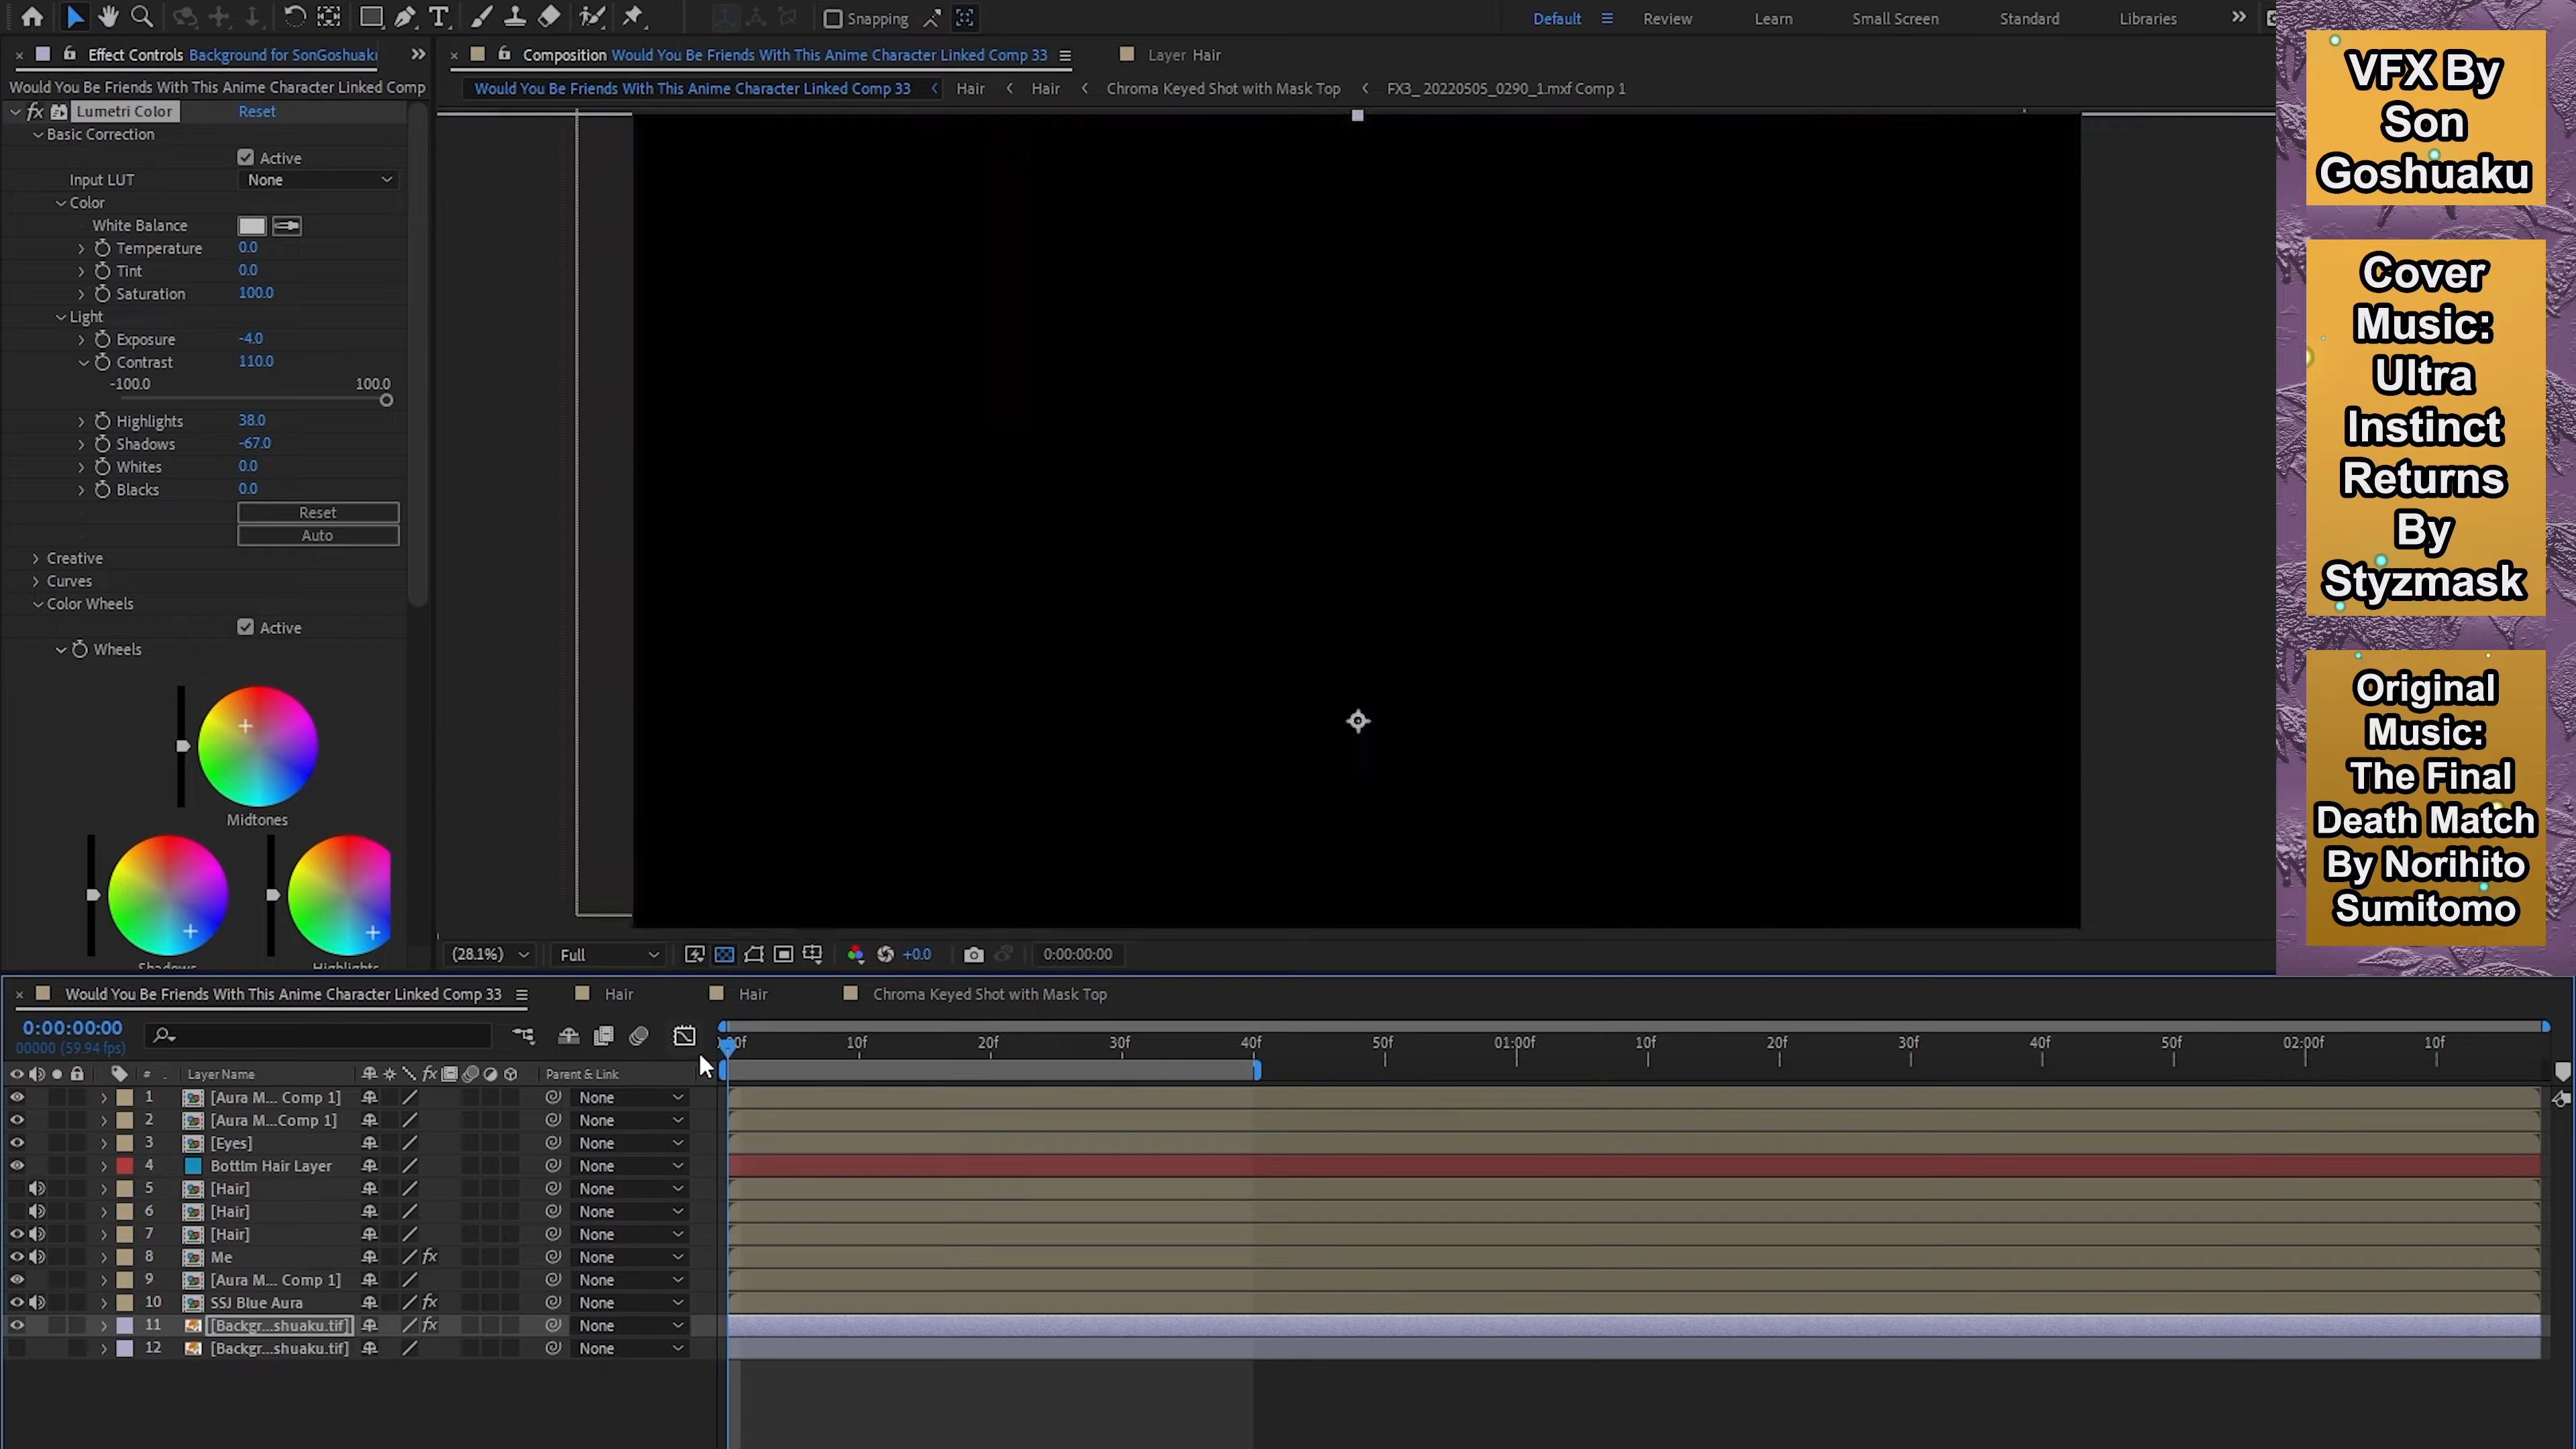 Snapping
Default
Review
Learn
Small Screen
Standard
Libraries
Effect Controls Background for SonGoshuak
Composition Would You Be Friends With This Anime Character Linked Comp 33
Layer Hair
Would You Be Friends With This Anime Character Linked Comp
Would You Be Friends With This Anime Character Linked Comp 33
Hair
Hair
Chroma Keyed Shot with Mask Top
FX3_ 20220505_0290_1.mxf Comp 1
fx Lumetri Color Reset
Basic Correction
Active
Input LUT None
Color
White Balance
Temperature 0.0
Tint 0.0
Saturation 100.0
Light
Exposure -4.0
Contrast 110.0
-100.0 100.0
Highlights 38.0
Shadows -67.0
Whites 0.0
Blacks 0.0
Reset
Auto
Creative
Curves
Color Wheels
Active
Wheels
Midtones
Shadows Highlights
(28.1%) Full +0.0 0:00:00:00
VFX By
Son
Goshuaku
Cover
Music:
Ultra
Instinct
Returns
By
Styzmask
Original
Music:
The Final
Death Match
By Norihito
Sumitomo
Would You Be Friends With This Anime Character Linked Comp 33
Hair
Hair
Chroma Keyed Shot with Mask Top
0:00:00:00
00000 (59.94 fps)
:00f 10f 20f 30f 40f 50f 01:00f 10f 20f 30f 40f 50f 02:00f 10f
# Layer Name fx Parent & Link
1 [Aura M... Comp 1] None
2 [Aura M...Comp 1] None
3 [Eyes] None
4 Bottlm Hair Layer None
5 [Hair] None
6 [Hair] None
7 [Hair] None
8 Me fx None
9 [Aura M... Comp 1] None
10 SSJ Blue Aura fx None
11 [Backgr...shuaku.tif] fx None
12 [Backgr...shuaku.tif] None